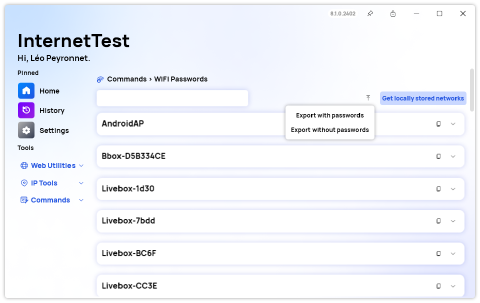 8.1.0.2402
InternetTest
Hi, Léo Peyronnet.
Pinned
Home
History
Settings
Tools
Web Utilities
IP Tools
Commands
Commands > WiFi Passwords
Get locally stored networks
Export with passwords
Export without passwords
AndroidAP
Bbox-D5B334CE
Livebox-1d30
Livebox-7bdd
Livebox-BC6F
Livebox-CC3E